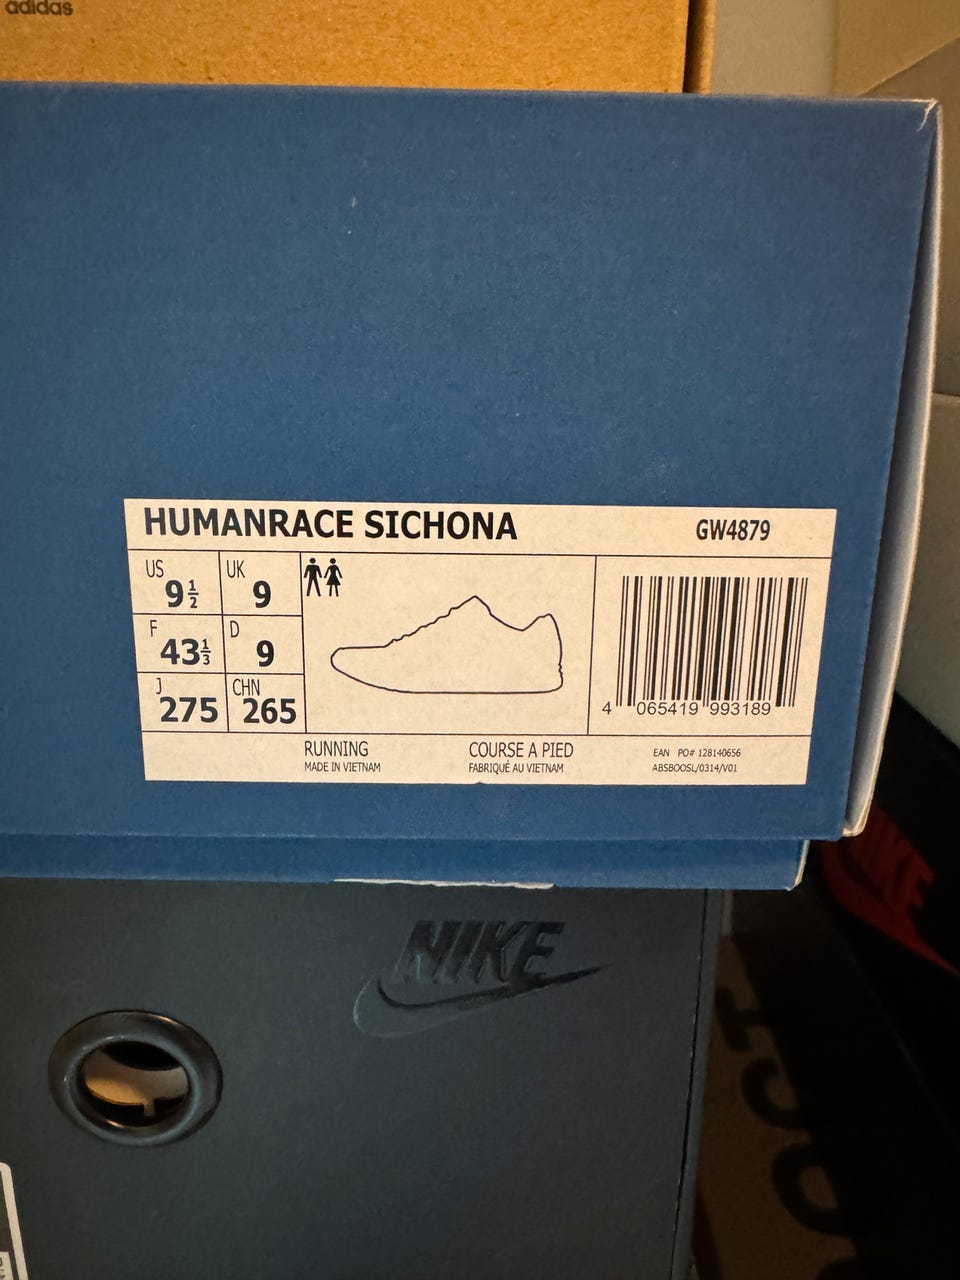 adidas
HUMANRACE SICHONA
GW4879
US 9½
UK 9
F 43⅓
D 9
J 275
CHN 265
4 065419 993189
RUNNING
MADE IN VIETNAM
COURSE A PIED
FABRIQUÉ AU VIETNAM
EAN PO# 128140656
ABSBOOSL/0314/V01
NIKE
NIKE